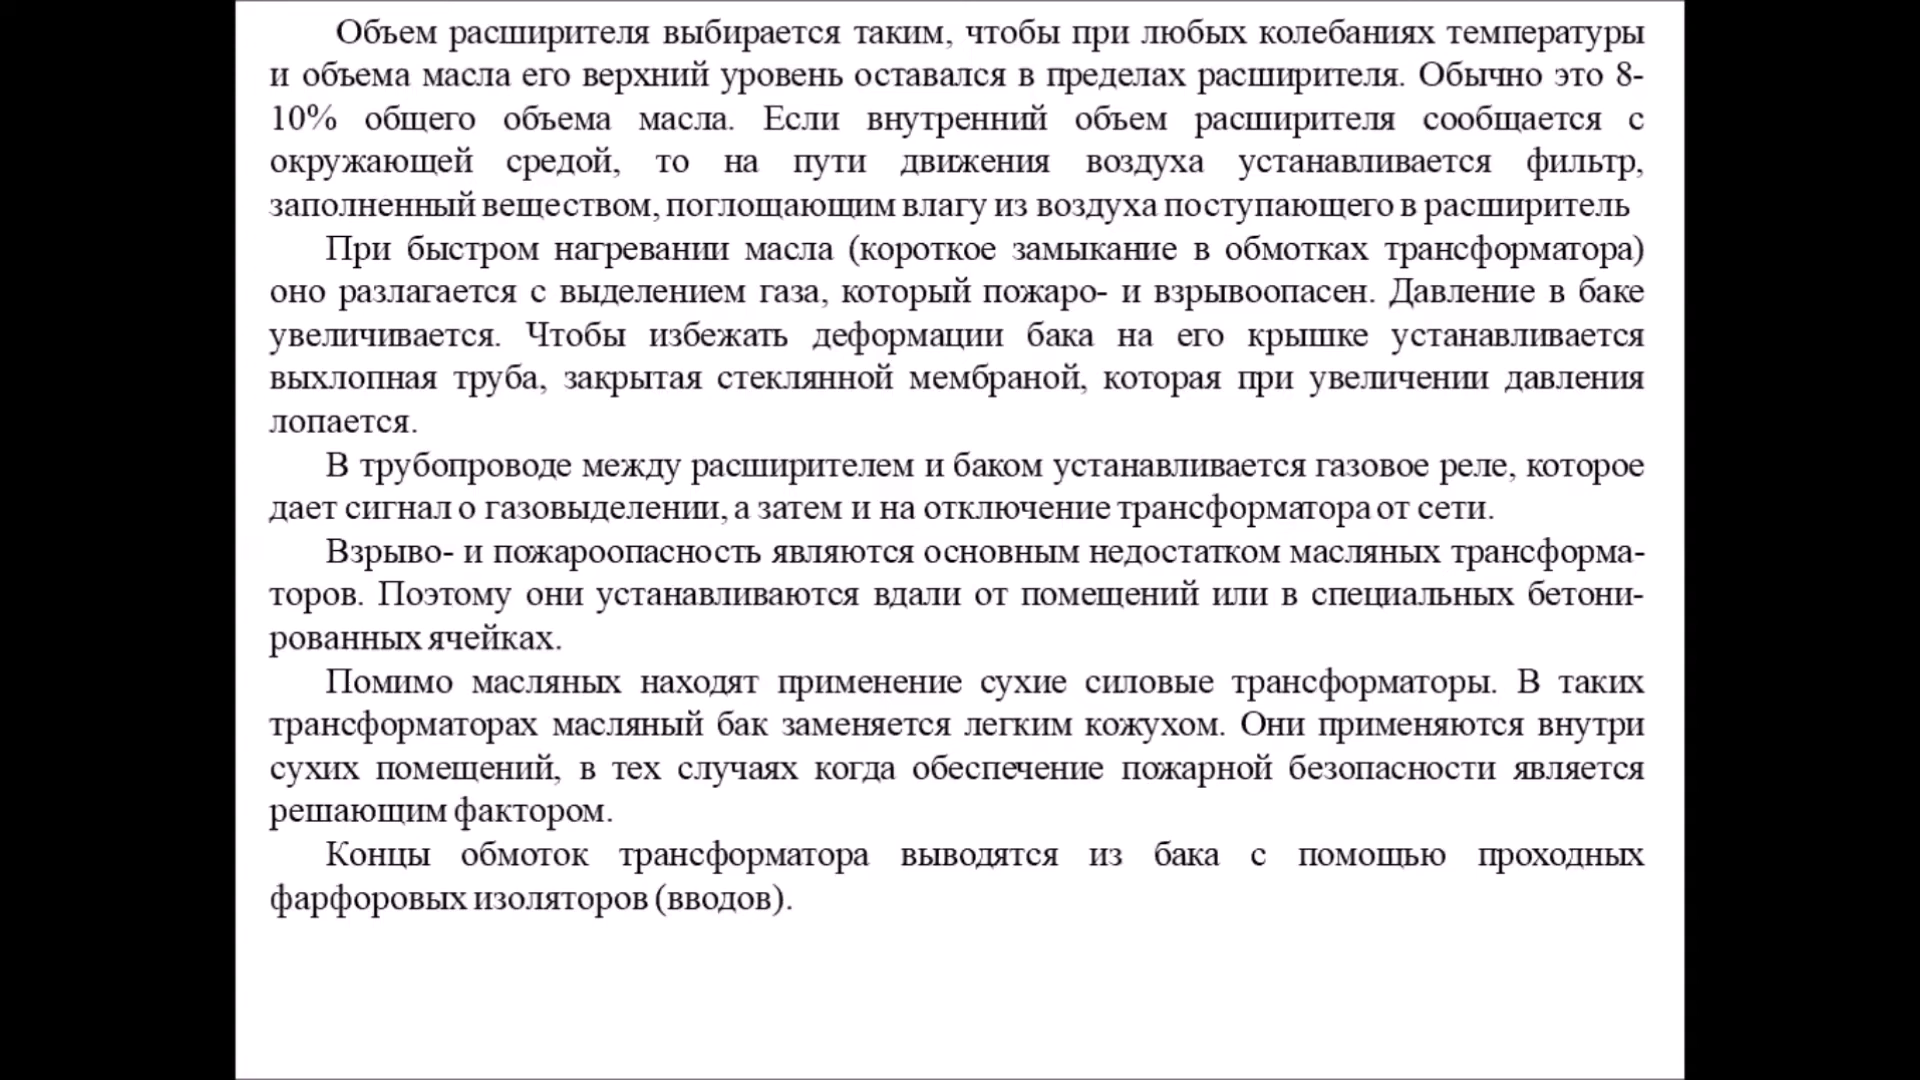 Объем расширителя выбирается таким, чтобы при любых колебаниях температуры
и объема масла его верхний уровень оставался в пределах расширителя. Обычно это 8-
10% общего объема масла. Если внутренний объем расширителя сообщается с
окружающей средой, то на пути движения воздуха устанавливается фильтр,
заполненный веществом, поглощающим влагу из воздуха поступающего в расширитель
При быстром нагревании масла (короткое замыкание в обмотках трансформатора)
оно разлагается с выделением газа, который пожаро- и взрывоопасен. Давление в баке
увеличивается. Чтобы избежать деформации бака на его крышке устанавливается
выхлопная труба, закрытая стеклянной мембраной, которая при увеличении давления
лопается.
В трубопроводе между расширителем и баком устанавливается газовое реле, которое
дает сигнал о газовыделении, а затем и на отключение трансформатора от сети.
Взрыво- и пожароопасность являются основным недостатком масляных трансформа-
торов. Поэтому они устанавливаются вдали от помещений или в специальных бетони-
рованных ячейках.
Помимо масляных находят применение сухие силовые трансформаторы. В таких
трансформаторах масляный бак заменяется легким кожухом. Они применяются внутри
сухих помещений, в тех случаях когда обеспечение пожарной безопасности является
решающим фактором.
Концы обмоток трансформатора выводятся из бака с помощью проходных
фарфоровых изоляторов (вводов).